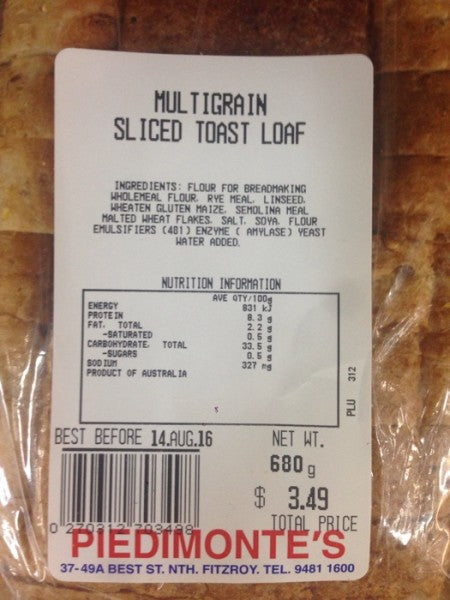 MULTIGRAIN
SLICED TOAST LOAF
INGREDIENTS: FLOUR FOR BREADMAKING
WHOLEMEAL FLOUR, RYE MEAL, LINSEED,
WHEATEN GLUTEN MAIZE, SEMOLINA MEAL
MALTED WHEAT FLAKES, SALT, SOYA, FLOUR
EMULSIFIERS (481) ENZYME ( AMYLASE) YEAST
WATER ADDED.
NUTRITION INFORMATION
AVE QTY/100g
ENERGY 831 kJ
PROTEIN 8.3 g
FAT, TOTAL 2.2 g
-SATURATED 0.5 g
CARBOHYDRATE, TOTAL 33.5 g
-SUGARS 0.5 g
SODIUM 327 mg
PRODUCT OF AUSTRALIA
PLU 312
BEST BEFORE 14.AUG.16
NET WT.
680 g
$ 3.49
TOTAL PRICE
PIEDIMONTE'S
37-49A BEST ST. NTH. FITZROY. TEL. 9481 1600